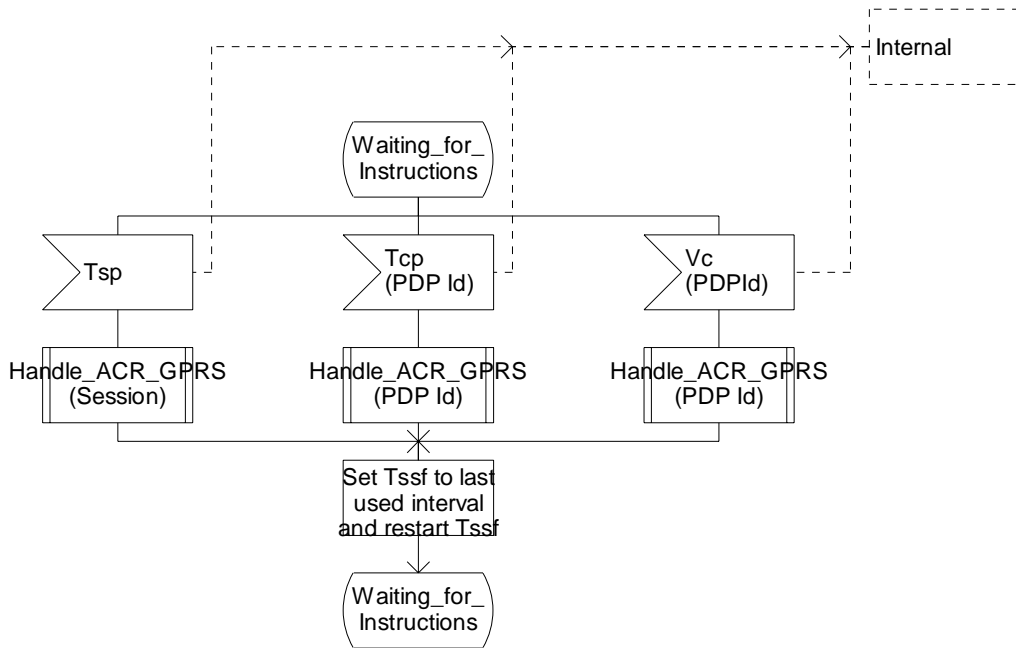 Internal
Waiting_for_
Instructions
Tsp
Tcp
(PDP Id)
Vc
(PDPId)
Handle_ACR_GPRS
(Session)
Handle_ACR_GPRS
(PDP Id)
Handle_ACR_GPRS
(PDP Id)
Set Tssf to last
used interval
and restart Tssf
Waiting_for_
Instructions